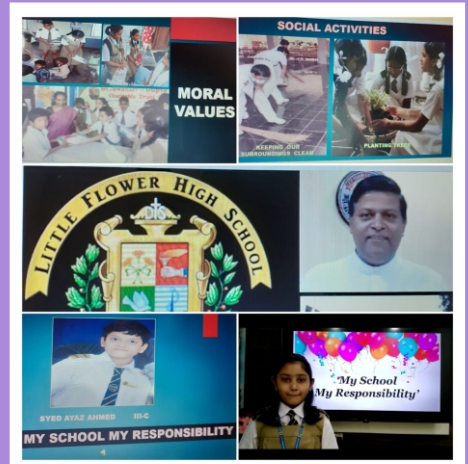 MORAL
VALUES
SOCIAL ACTIVITIES
KEEPING OUR
SURROUNDINGS CLEAN
PLANTING TREES
LITTLE FLOWER HIGH SCHOOL
SYED AYAZ AHMED III-C
MY SCHOOL MY RESPONSIBILITY
'My School
My Responsibility'